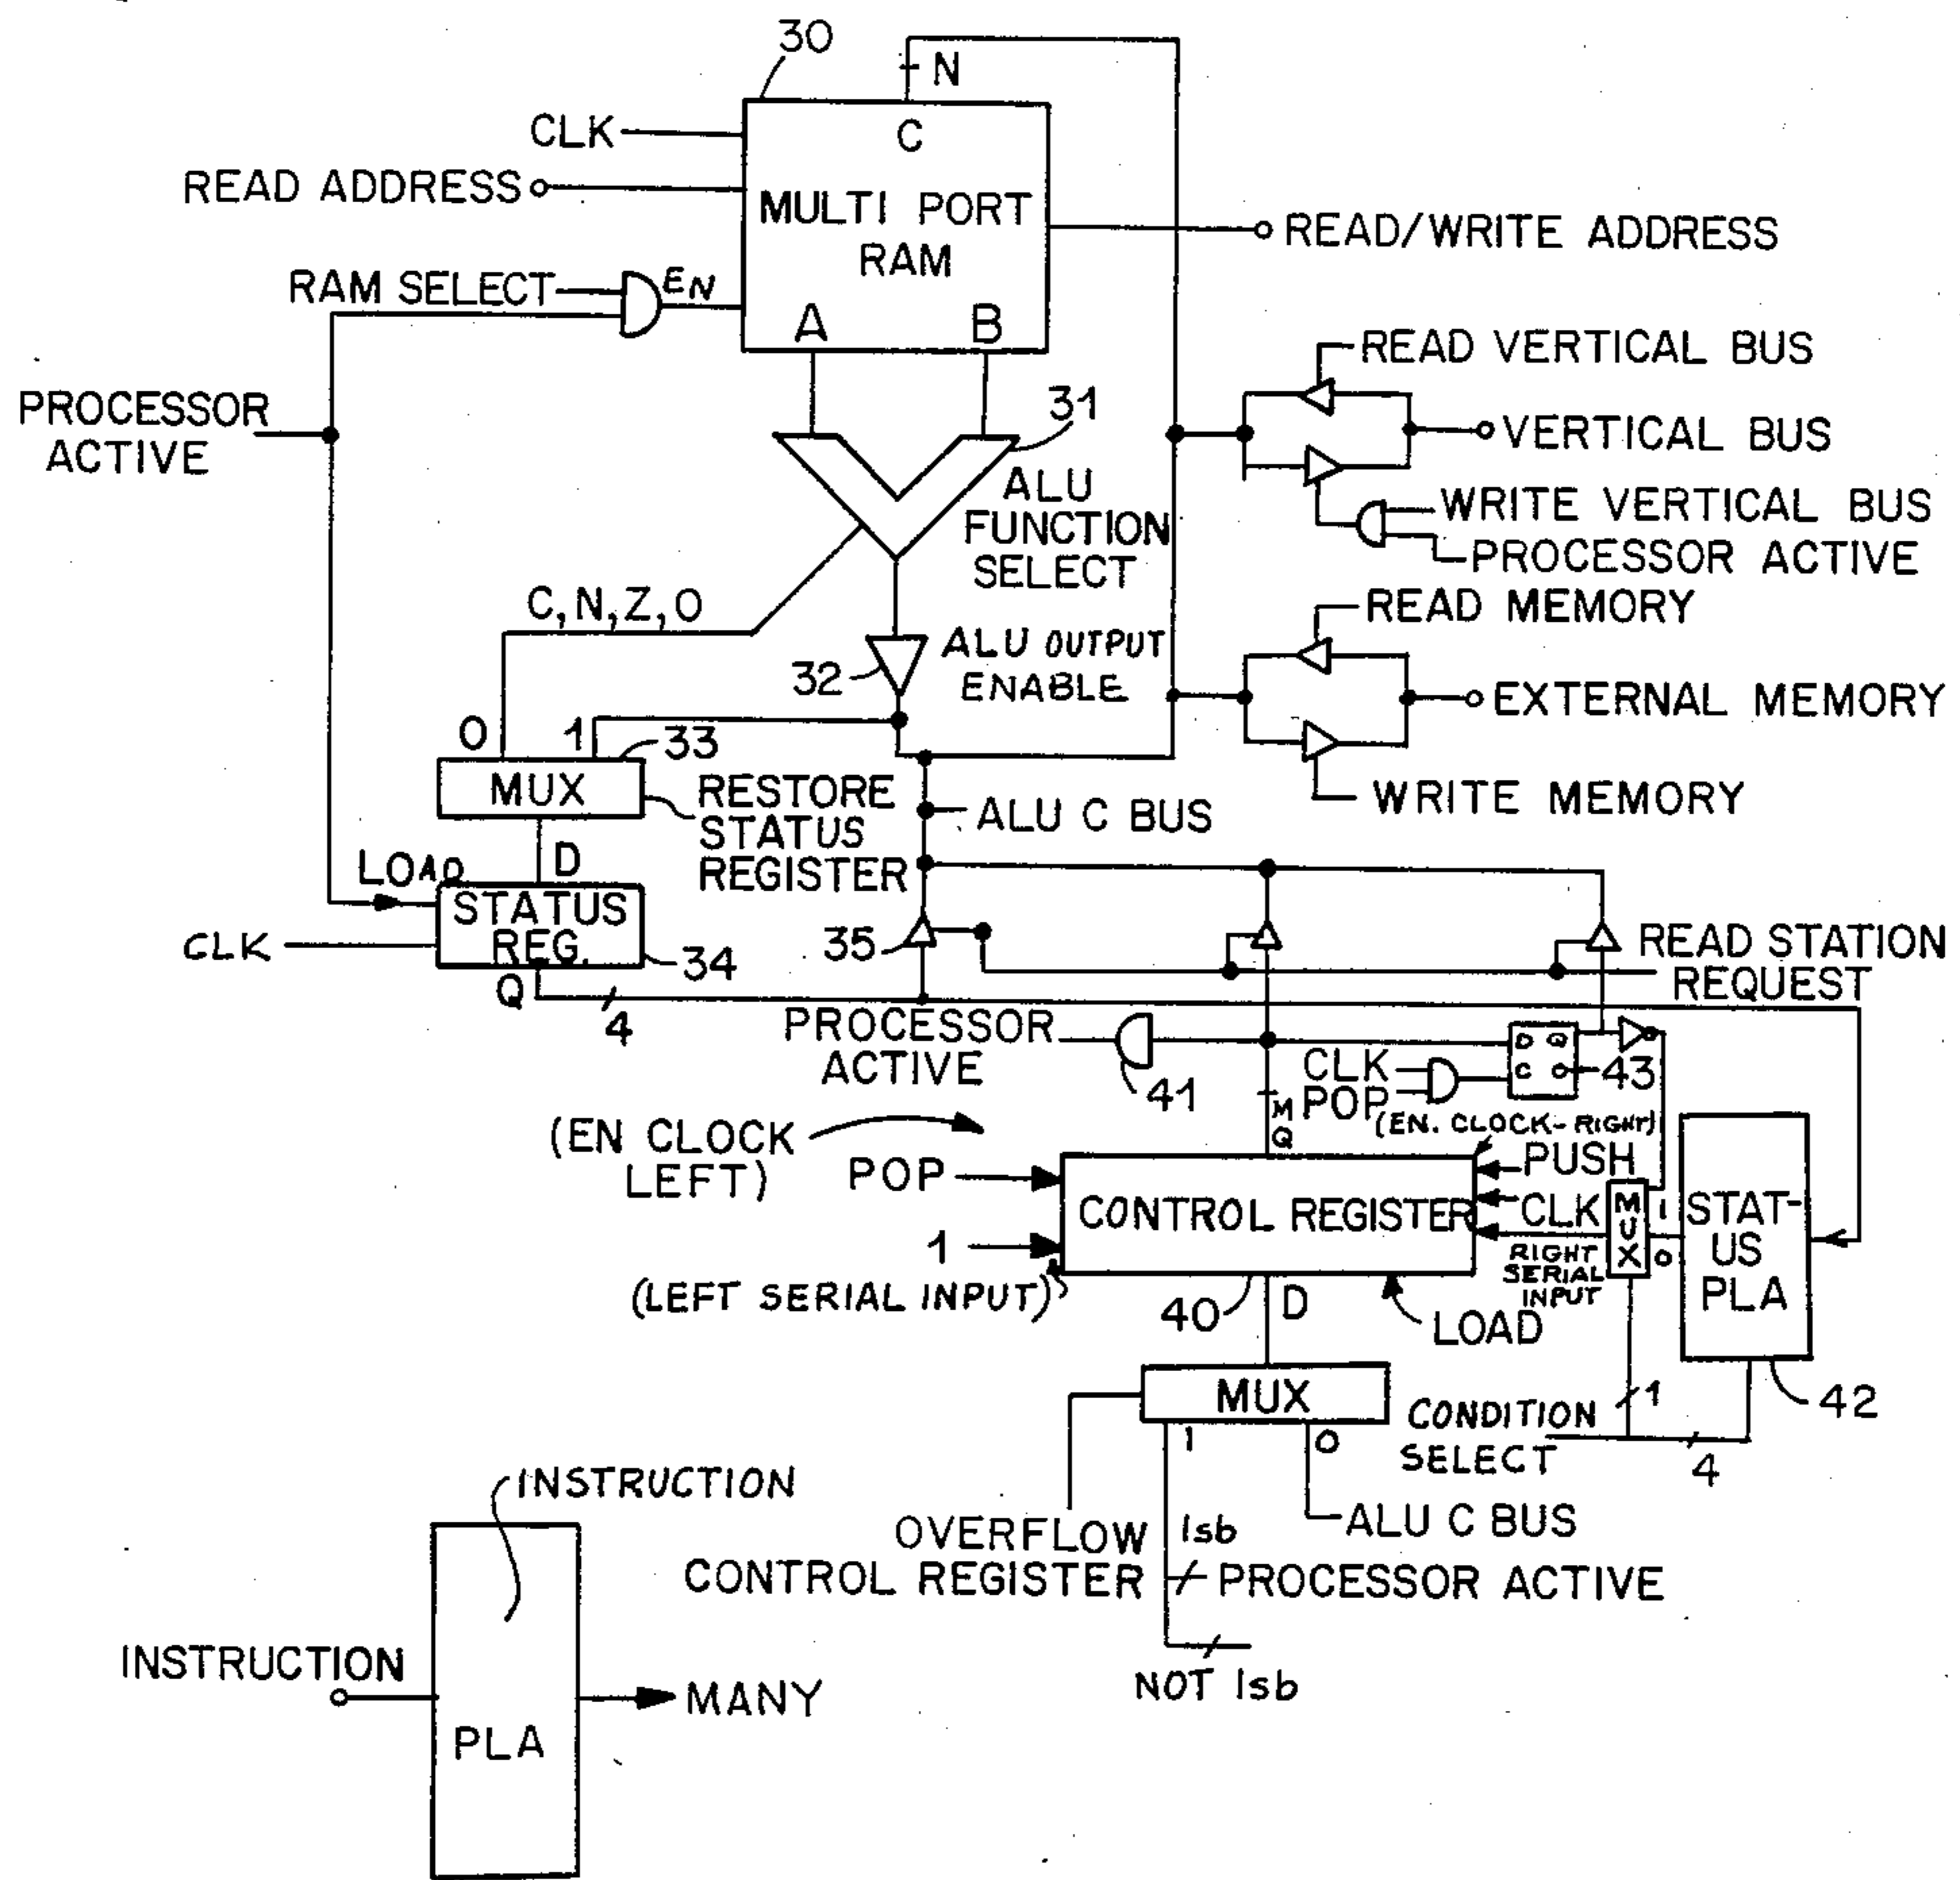 30
N
CLK
C
READ ADDRESS
MULTI PORT
RAM
READ/WRITE ADDRESS
RAM SELECT
EN
A
B
READ VERTICAL BUS
PROCESSOR
ACTIVE
31
VERTICAL BUS
ALU
FUNCTION
SELECT
WRITE VERTICAL BUS
PROCESSOR ACTIVE
C, N, Z, O
READ MEMORY
32
ALU OUTPUT
ENABLE
EXTERNAL MEMORY
0
1
33
MUX
RESTORE
STATUS
REGISTER
WRITE MEMORY
ALU C BUS
LOAD
D
STATUS
REG.
CLK
34
35
READ STATION
REQUEST
Q
4
PROCESSOR
ACTIVE
41
CLK
POP
D Q
C
43
M
Q
(EN. CLOCK-RIGHT)
(EN CLOCK
LEFT)
POP
PUSH
CONTROL REGISTER
CLK
MUX
1
0
STAT-
US
PLA
1
(LEFT SERIAL INPUT)
RIGHT
SERIAL
INPUT
40
D
LOAD
MUX
1
0
CONDITION
SELECT
1
4
42
INSTRUCTION
OVERFLOW
CONTROL REGISTER
lsb
ALU C BUS
PROCESSOR ACTIVE
INSTRUCTION
NOT lsb
MANY
PLA